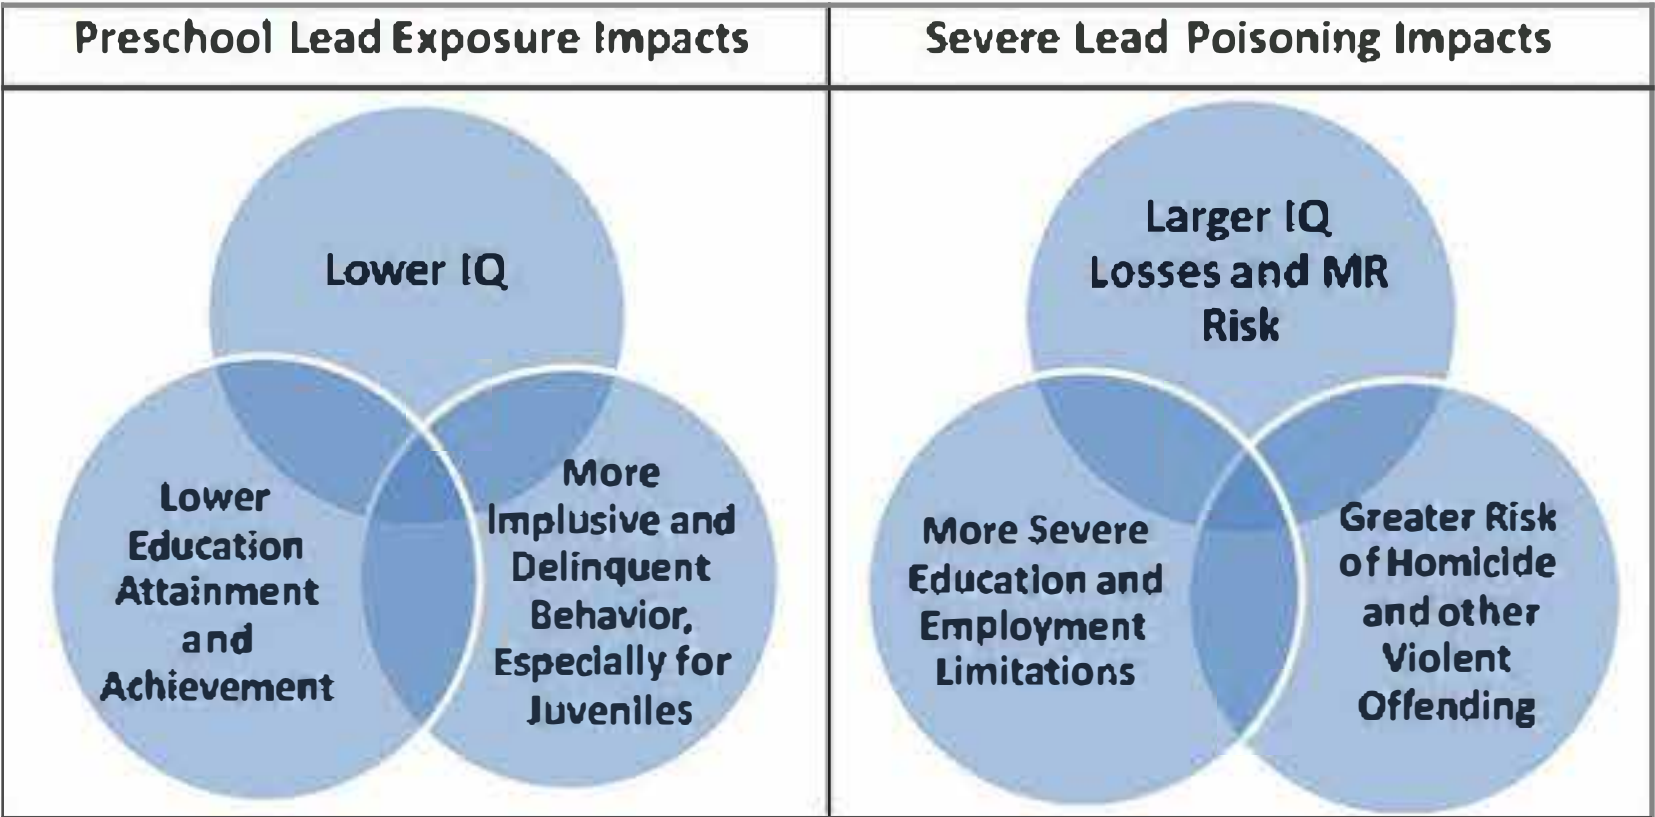 Preschool Lead Exposure Impacts
Severe Lead Poisoning Impacts
Lower IQ
Lower
Education
Attainment
and
Achievement
More
Implusive and
Delinquent
Behavior,
Especially for
Juveniles
Larger IQ
Losses and MR
Risk
More Severe
Education and
Employment
Limitations
Greater Risk
of Homicide
and other
Violent
Offending